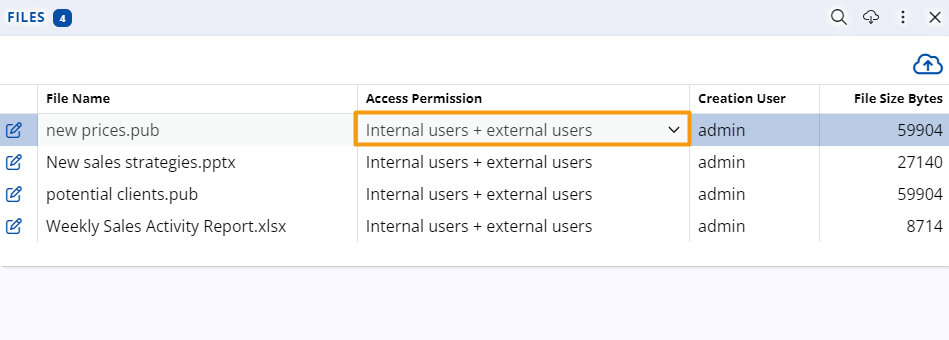 FILES 4
File Name Access Permission Creation User File Size Bytes
new prices.pub Internal users + external users admin 59904
New sales strategies.pptx Internal users + external users admin 27140
potential clients.pub Internal users + external users admin 59904
Weekly Sales Activity Report.xlsx Internal users + external users admin 8714